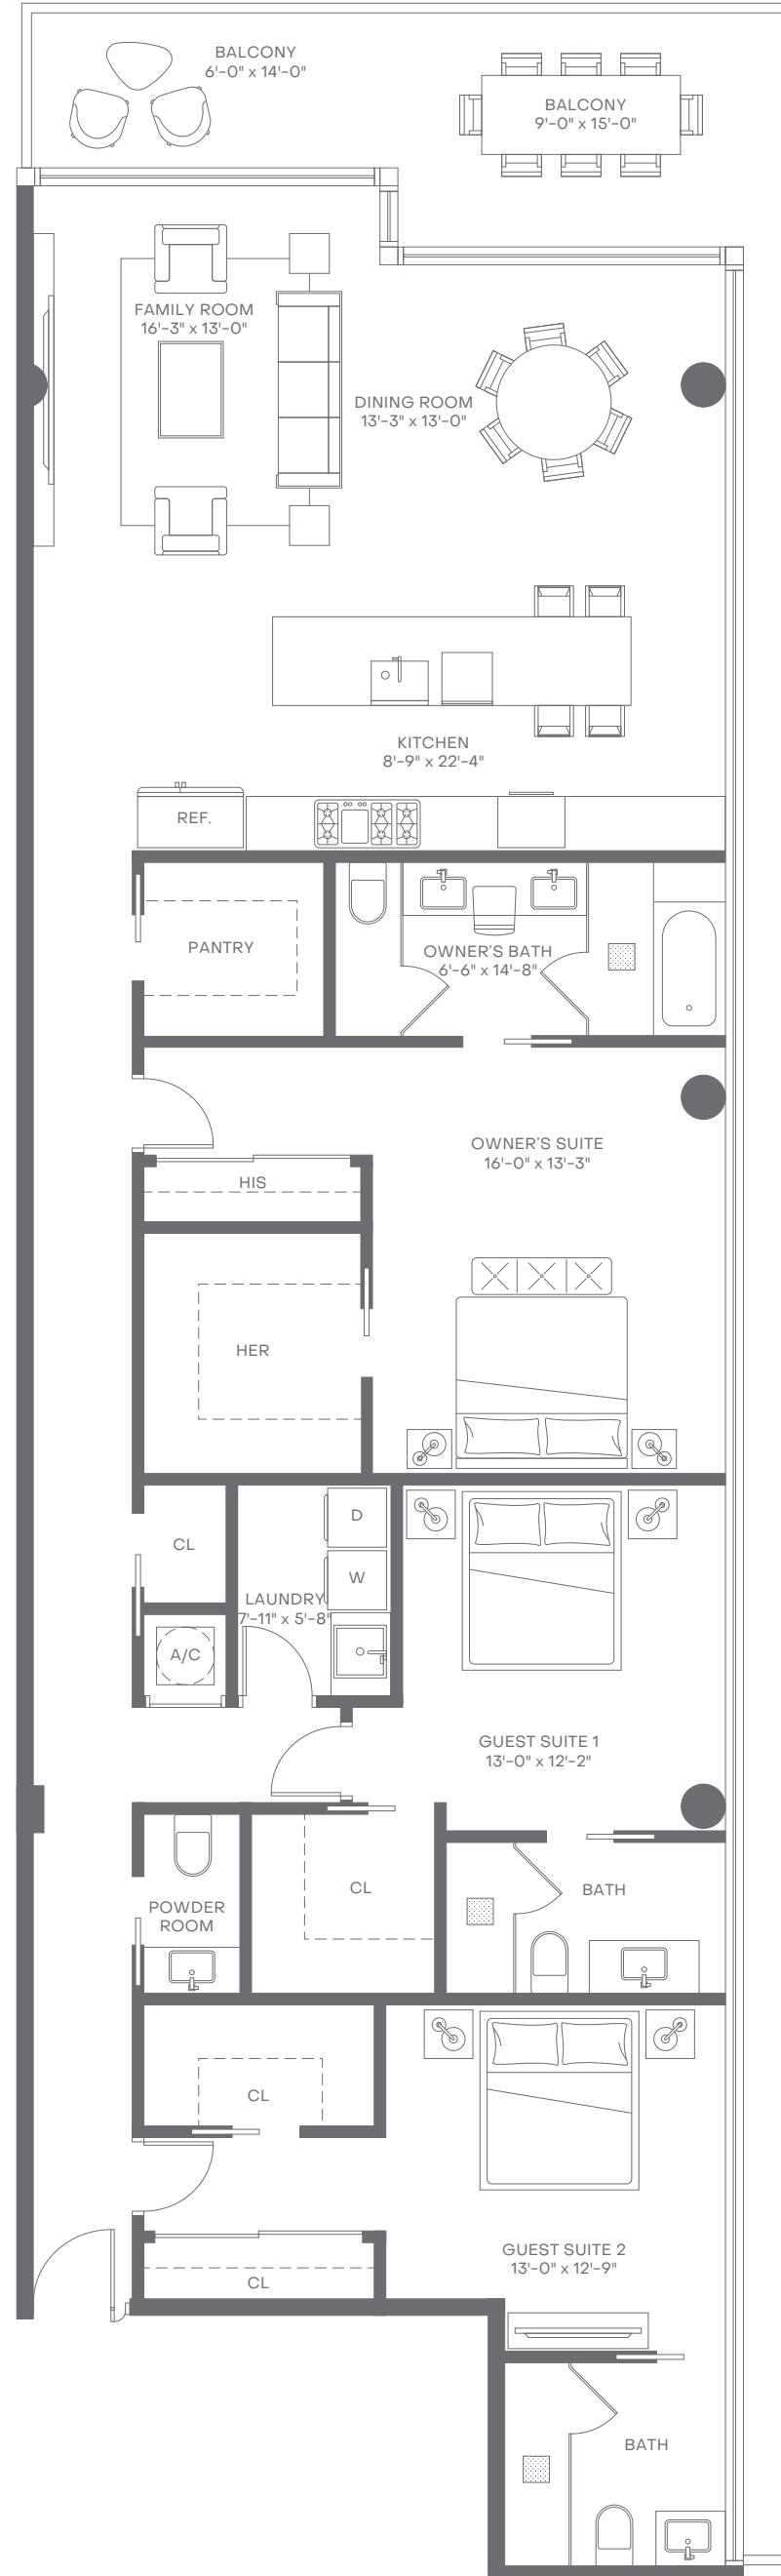 BALCONY
6'-0" x 14'-0"
BALCONY
9'-0" x 15'-0"
FAMILY ROOM
16'-3" x 13'-0"
DINING ROOM
13'-3" x 13'-0"
KITCHEN
8'-9" x 22'-4"
REF.
PANTRY
OWNER'S BATH
6'-6" x 14'-8"
OWNER'S SUITE
16'-0" x 13'-3"
HIS
HER
D
CL
W
LAUNDRY
7'-11" x 5'-8"
A/C
GUEST SUITE 1
13'-0" x 12'-2"
CL
BATH
POWDER
ROOM
CL
GUEST SUITE 2
13'-0" x 12'-9"
CL
BATH